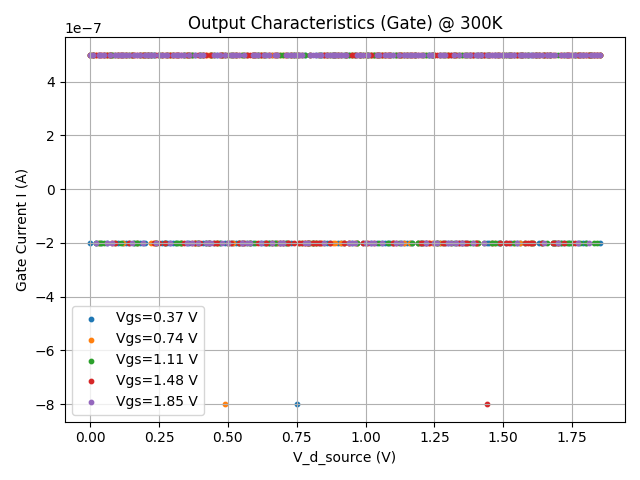 Output Characteristics (Gate) @ 300K
1e−7
4
2
0
−2
−4
−6
−8
Gate Current I (A)
Vgs=0.37 V
Vgs=0.74 V
Vgs=1.11 V
Vgs=1.48 V
Vgs=1.85 V
0.00 0.25 0.50 0.75 1.00 1.25 1.50 1.75
V_d_source (V)